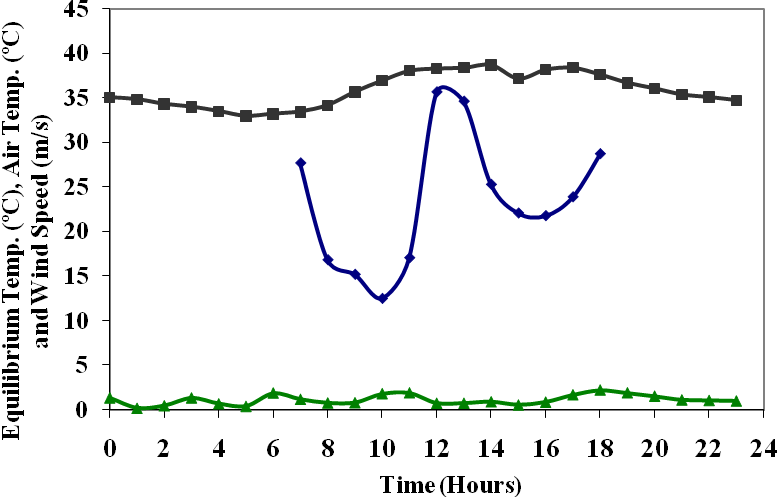 Equilibrium Temp. (°C), Air Temp. (°C)
and Wind Speed (m/s)
45
40
35
30
25
20
15
10
5
0
0 2 4 6 8 10 12 14 16 18 20 22 24
Time (Hours)